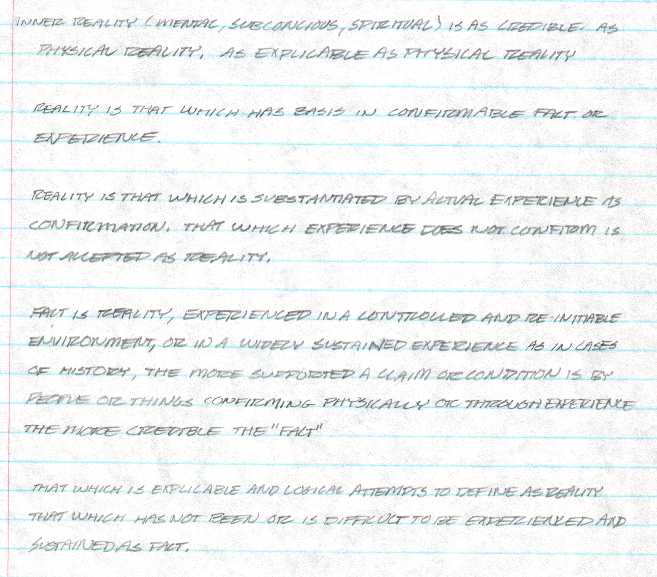 INNER REALITY (MENTAL, SUBCONCIOUS, SPIRITUAL) IS AS CREDIBLE. AS
PHYSICAL REALITY. AS EXPLICABLE AS PHYSICAL REALITY
REALITY IS THAT WHICH HAS BASIS IN CONFIRMABLE FACT OR
EXPERIENCE.
REALITY IS THAT WHICH IS SUBSTANTIATED BY ACTUAL EXPERIENCE AS
CONFIRMATION. THAT WHICH EXPERIENCE DOES NOT CONFIRM IS
NOT ACCEPTED AS REALITY.
FACT IS REALITY, EXPERIENCED IN A CONTROLLED AND RE-INITIABLE
ENVIRONMENT, OR IN A WIDELY SUSTAINED EXPERIENCE AS IN CASES
OF HISTORY, THE MORE SUPPORTED A CLAIM OR CONDITION IS BY
PEOPLE OR THINGS CONFIRMING PHYSICALLY OR THROUGH EXPERIENCE
THE MORE CREDIBLE THE "FACT"
THAT WHICH IS EXPLICABLE AND LOGICAL ATTEMPTS TO DEFINE AS REALITY
THAT WHICH HAS NOT BEEN OR IS DIFFICULT TO BE EXPERIENCED AND
SUSTAINED AS FACT.